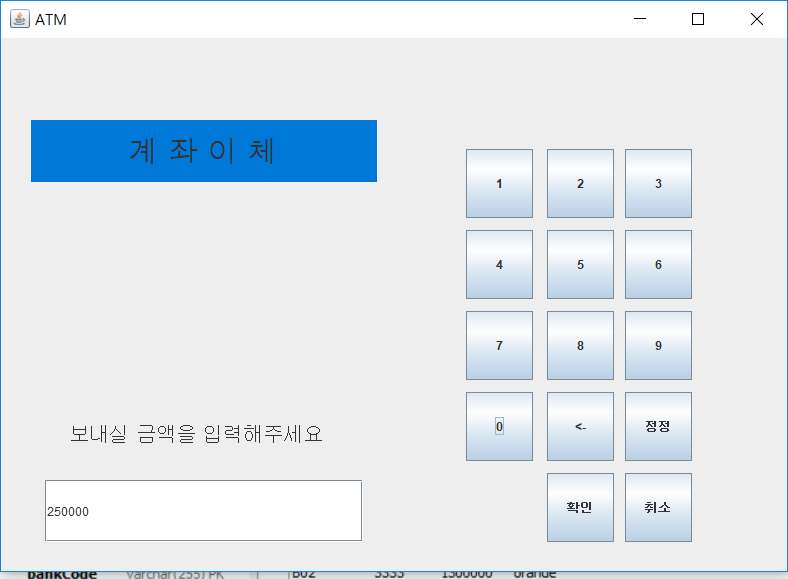 ATM
계 좌 이 체
1 2 3
4 5 6
7 8 9
0 <- 정정
보내실 금액을 입력해주세요
250000
확인 취소
bankCode varchar(255) PK B02 3333 1300000 orange